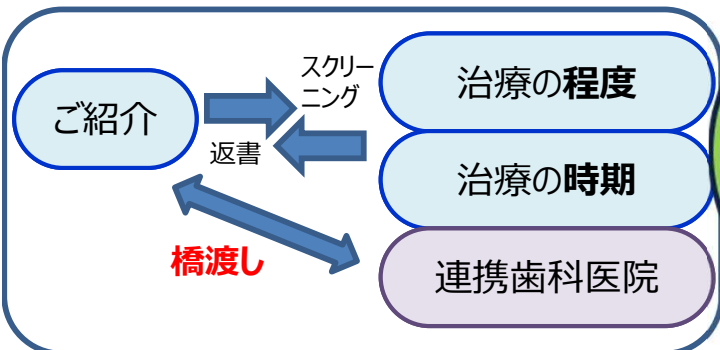 ご紹介
スクリー
ニング
返書
橋渡し
治療の程度
治療の時期
連携歯科医院